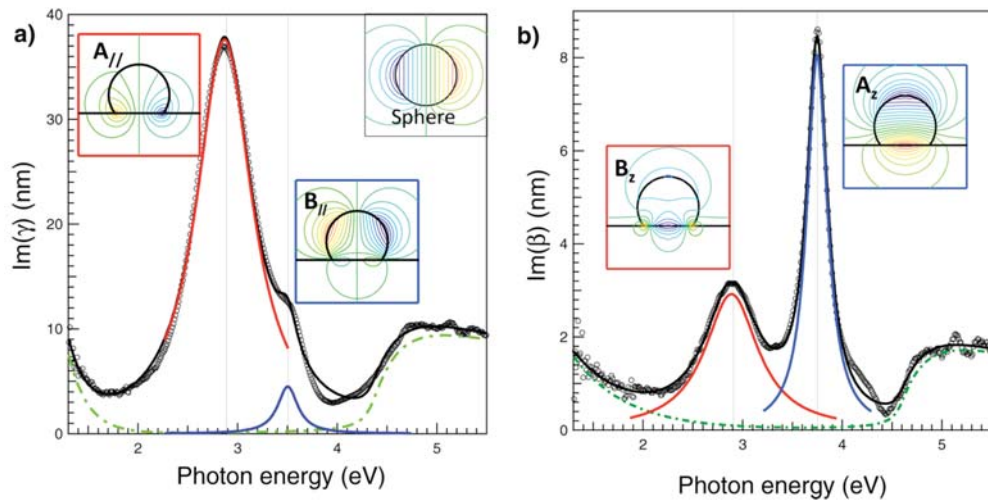 a)
Im(γ) (nm)
40
30
20
10
0
2
3
4
5
Photon energy (eV)
A//
B//
Sphere
b)
Im(β) (nm)
8
6
4
2
0
2
3
4
5
Photon energy (eV)
Bz
Az